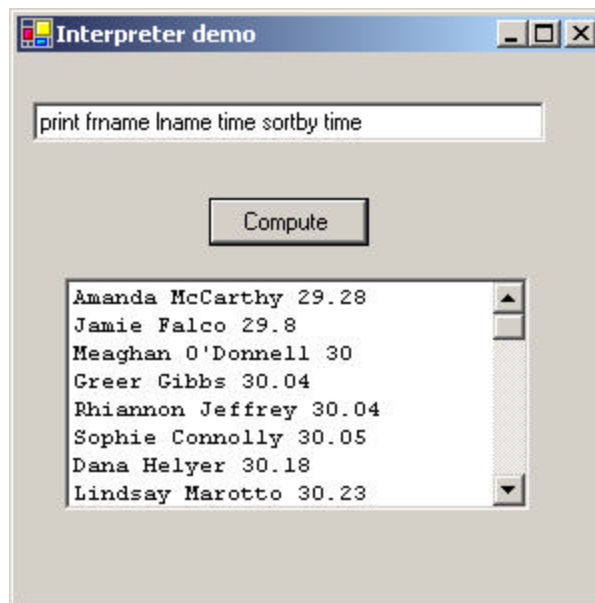 Interpreter demo
print frname lname time sortby time
Compute
Amanda McCarthy 29.28
Jamie Falco 29.8
Meaghan O'Donnell 30
Greer Gibbs 30.04
Rhiannon Jeffrey 30.04
Sophie Connolly 30.05
Dana Helyer 30.18
Lindsay Marotto 30.23